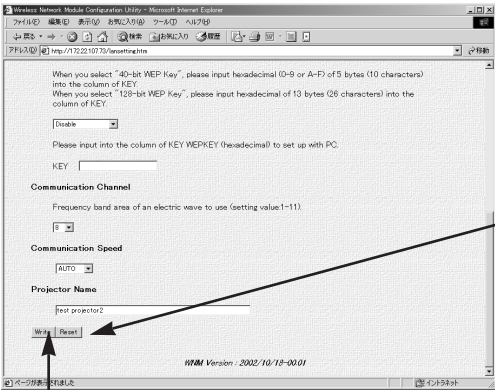 Wireless Network Module Configuration Utility - Microsoft Internet Explorer
ファイル(F) 編集(E) 表示(V) お気に入り(A) ツール(T) ヘルプ(H)
戻る 検索 お気に入り 履歴
アドレス(D) http://172.22.107.3/lansetting.htm 移動
When you select "40-bit WEP Key", please input hexadecimal (0-9 or A-F) of 5 bytes (10 characters)
into the column of KEY.
When you select "128-bit WEP Key", please input hexadecimal of 13 bytes (26 characters) into the
column of KEY.
Disable
Please input into the column of KEY WEPKEY (hexadecimal) to set up with PC.
KEY
Communication Channel
Frequency band area of an electric wave to use (setting value:1-11).
8
Communication Speed
AUTO
Projector Name
test projector2
Write Reset
WNM Version : 2002/10/18-00.01
ページが表示されました イントラネット